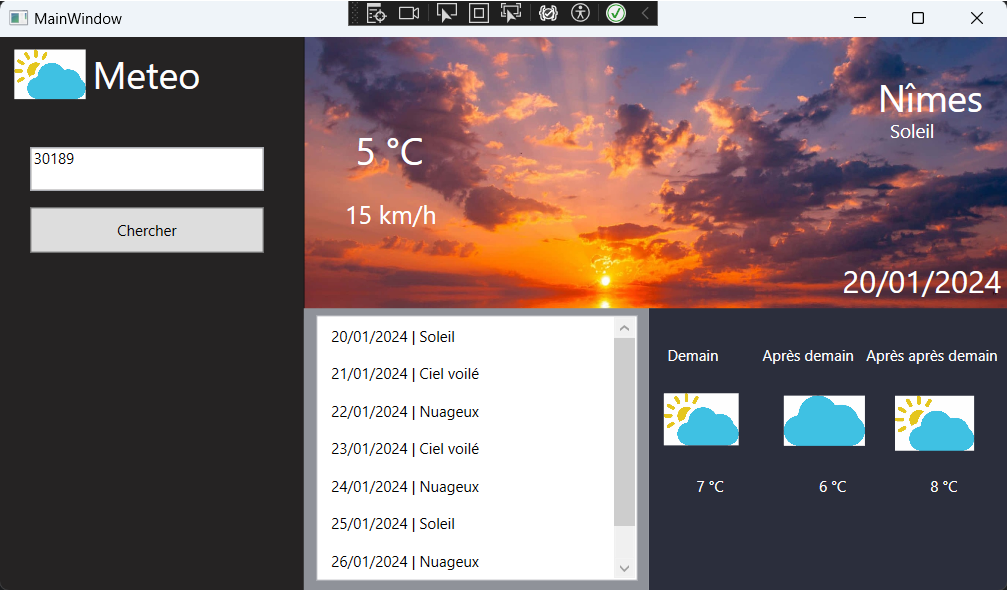 MainWindow
Meteo
30189
Chercher
Nîmes
Soleil
5 °C
15 km/h
20/01/2024
20/01/2024 | Soleil
21/01/2024 | Ciel voilé
22/01/2024 | Nuageux
23/01/2024 | Ciel voilé
24/01/2024 | Nuageux
25/01/2024 | Soleil
26/01/2024 | Nuageux
Demain Après demain Après après demain
7 °C 6 °C 8 °C